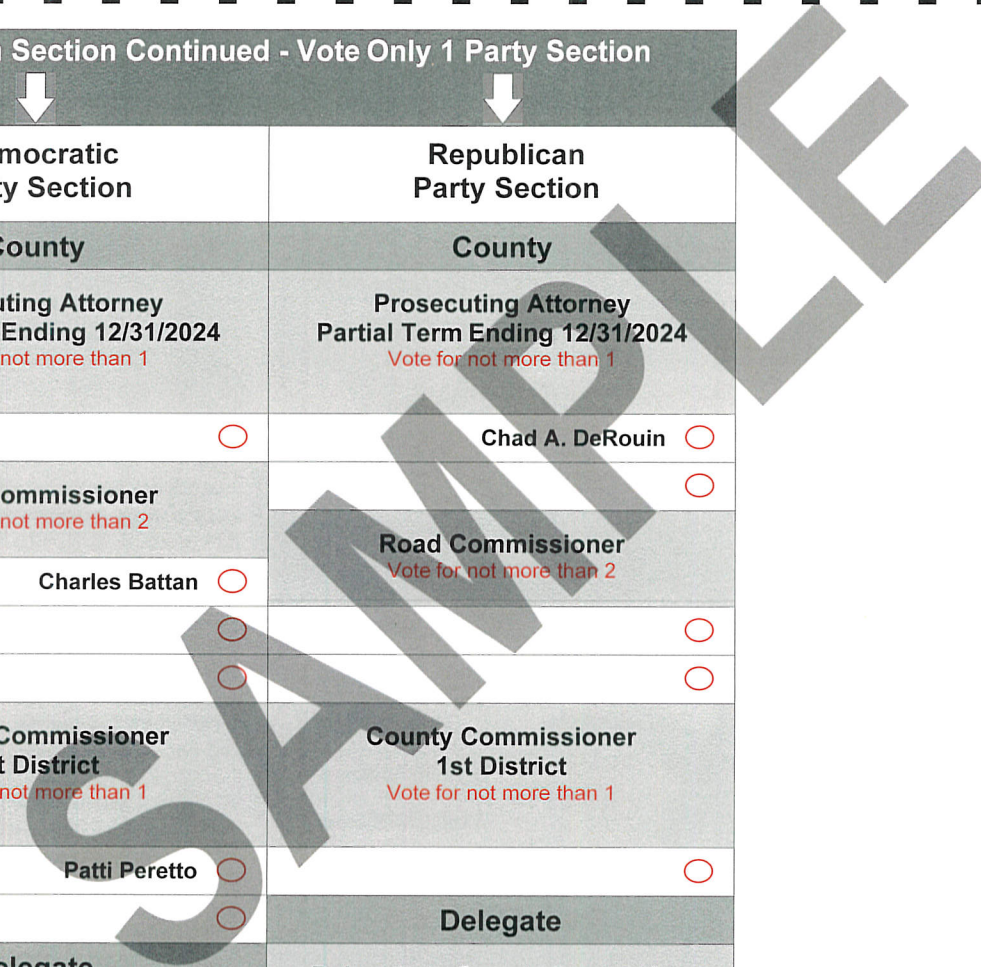 Section Continued - Vote Only 1 Party Section
mocratic
ty Section
County
uting Attorney
Ending 12/31/2024
not more than 1
ommissioner
not more than 2
Charles Battan
Commissioner
t District
not more than 1
Patti Peretto
elegate
Republican
Party Section
County
Prosecuting Attorney
Partial Term Ending 12/31/2024
Vote for not more than 1
Chad A. DeRouin
Road Commissioner
Vote for not more than 2
County Commissioner
1st District
Vote for not more than 1
Delegate
SAMPLE